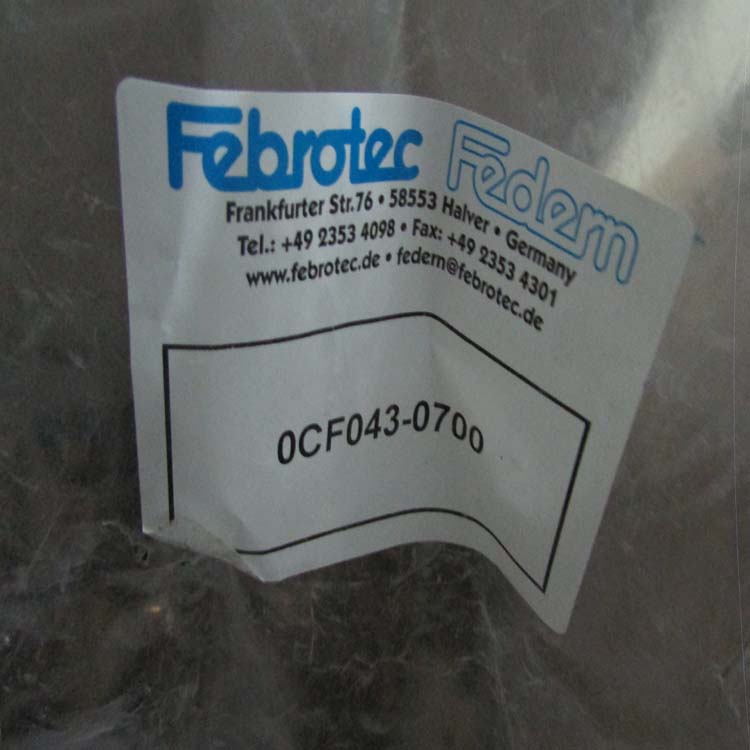 Febrotec Federn
Frankfurter Str.76 • 58553 Halver • Germany
Tel.: +49 2353 4098 • Fax: +49 2353 4301
www.febrotec.de • federn@febrotec.de
0CF043-0700